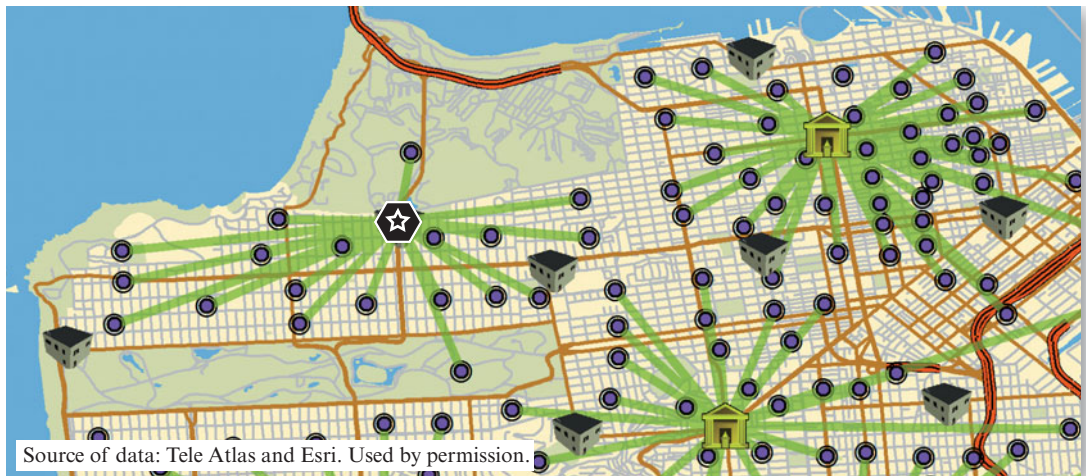 Source of data: Tele Atlas and Esri. Used by permission.